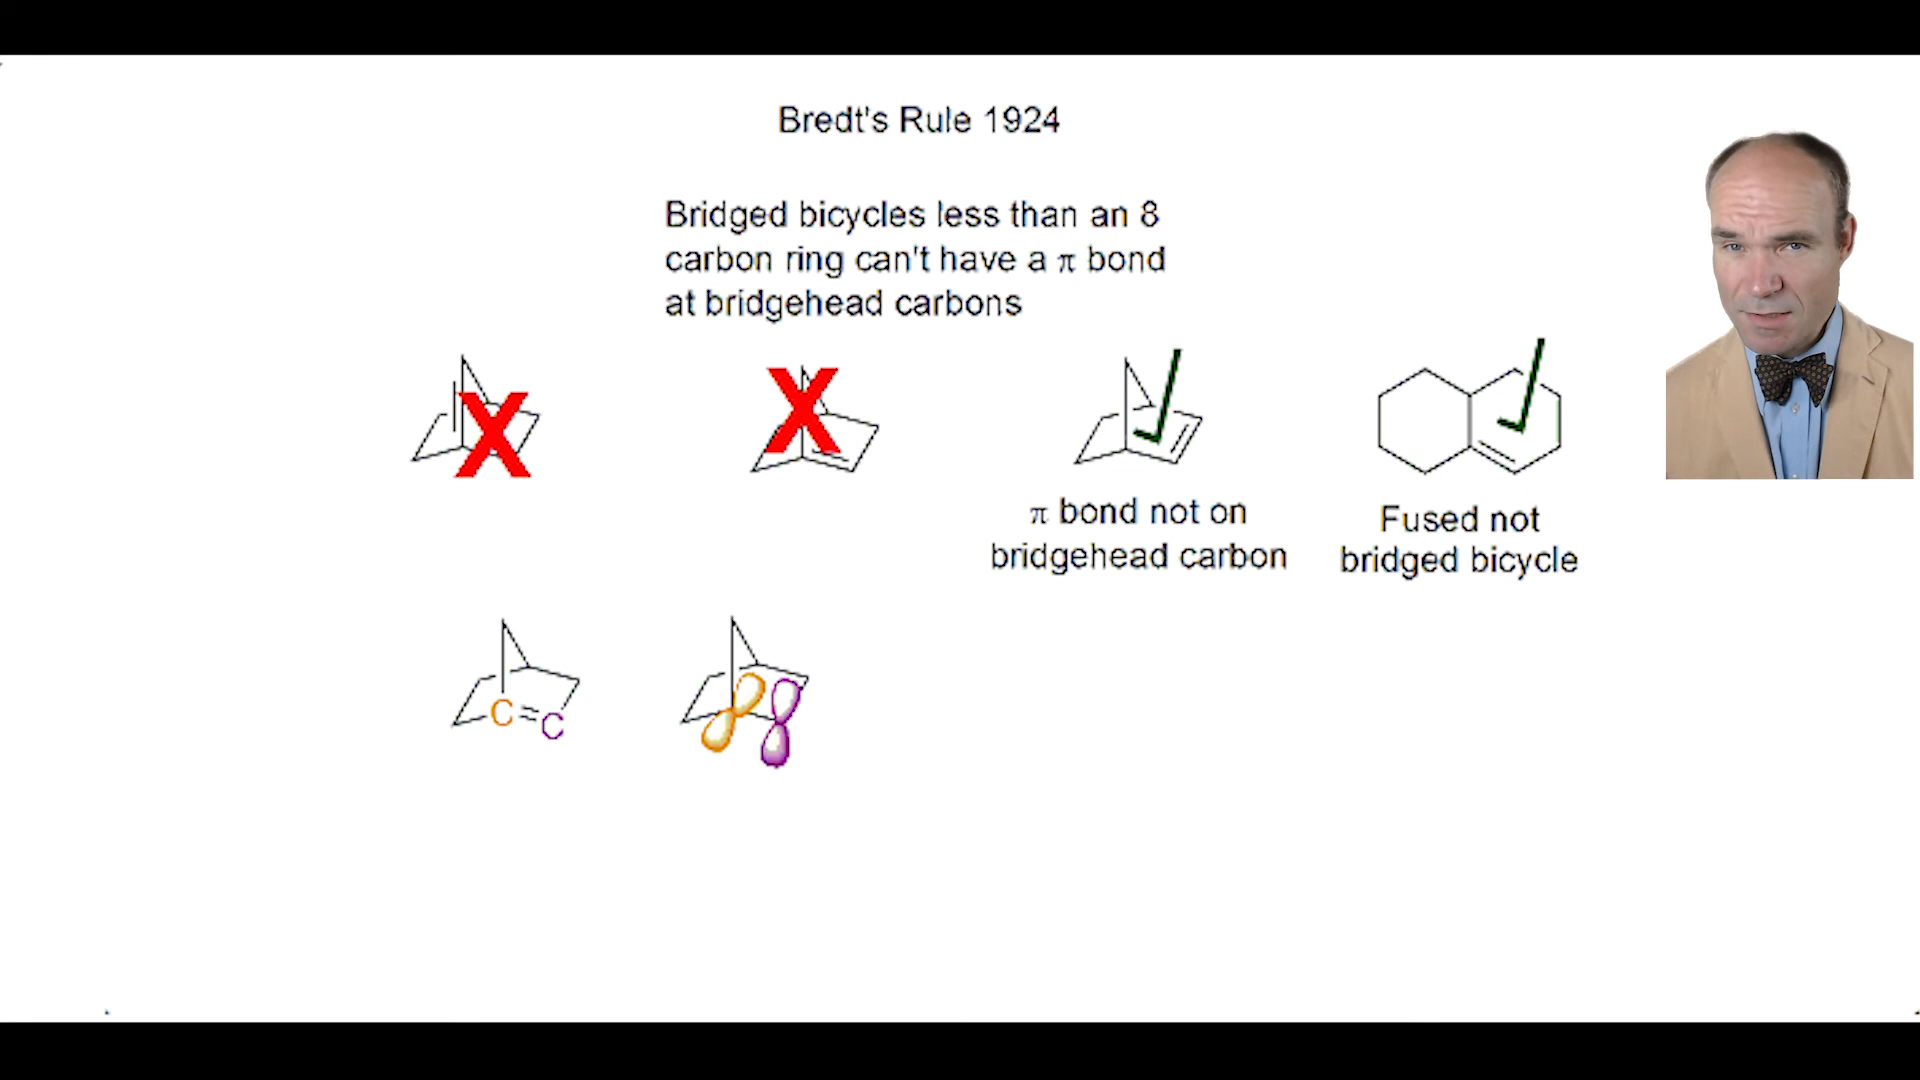 Bredt's Rule 1924
Bridged bicycles less than an 8
carbon ring can't have a π bond
at bridgehead carbons
X
X
π bond not on
bridgehead carbon
Fused not
bridged bicycle
C
C